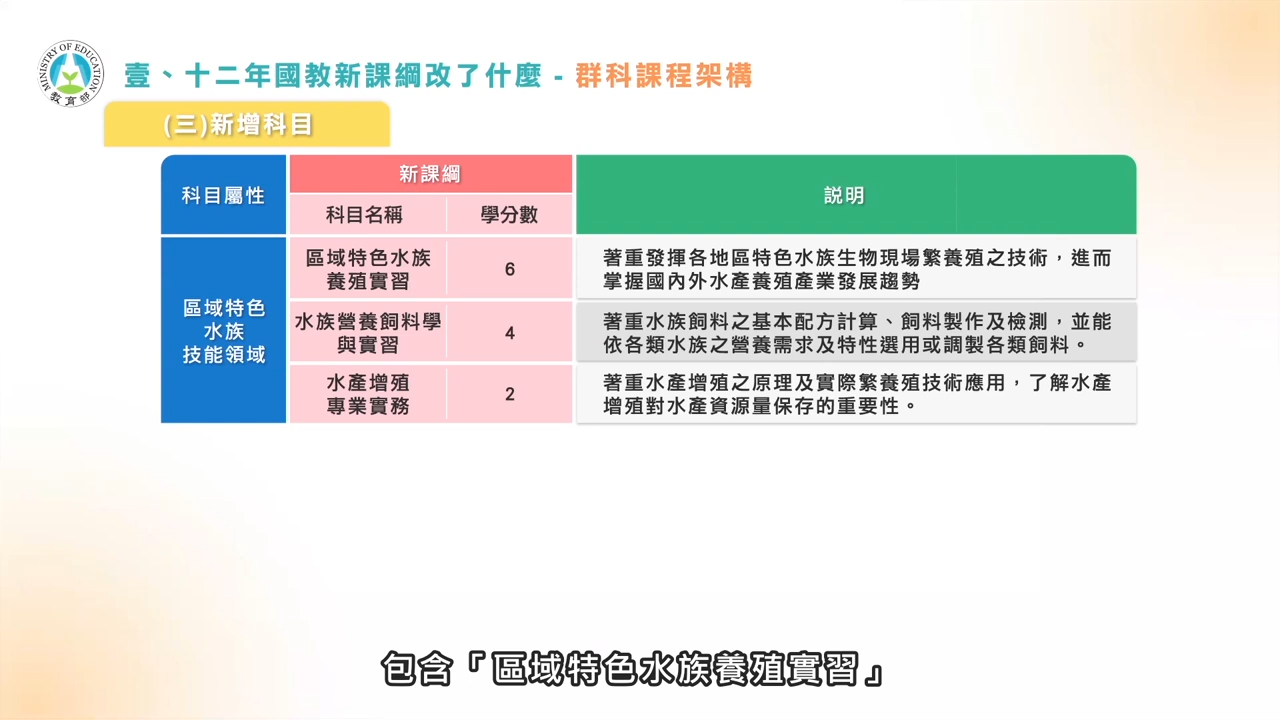 MINISTRY OF EDUCATION
教育部
壹、十二年國教新課綱改了什麼 - 群科課程架構
(三)新增科目
科目屬性
新課綱
說明
科目名稱
學分數
區域特色
水族
技能領域
區域特色水族
養殖實習
6
著重發揮各地區特色水族生物現場繁養殖之技術，進而
掌握國內外水產養殖產業發展趨勢
水族營養飼料學
與實習
4
著重水族飼料之基本配方計算、飼料製作及檢測，並能
依各類水族之營養需求及特性選用或調製各類飼料。
水產增殖
專業實務
2
著重水產增殖之原理及實際繁養殖技術應用，了解水產
增殖對水產資源量保存的重要性。
包含「區域特色水族養殖實習」